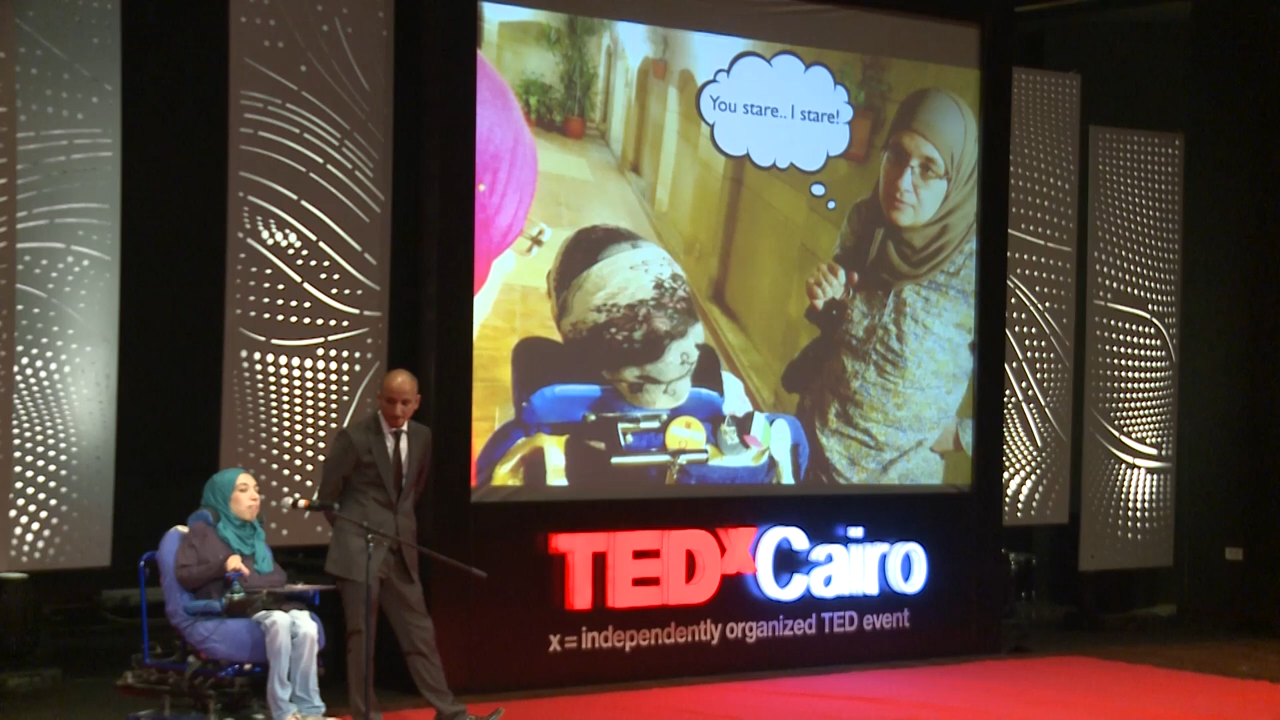 You stare.. I stare!
TEDxCairo
x = independently organized TED event